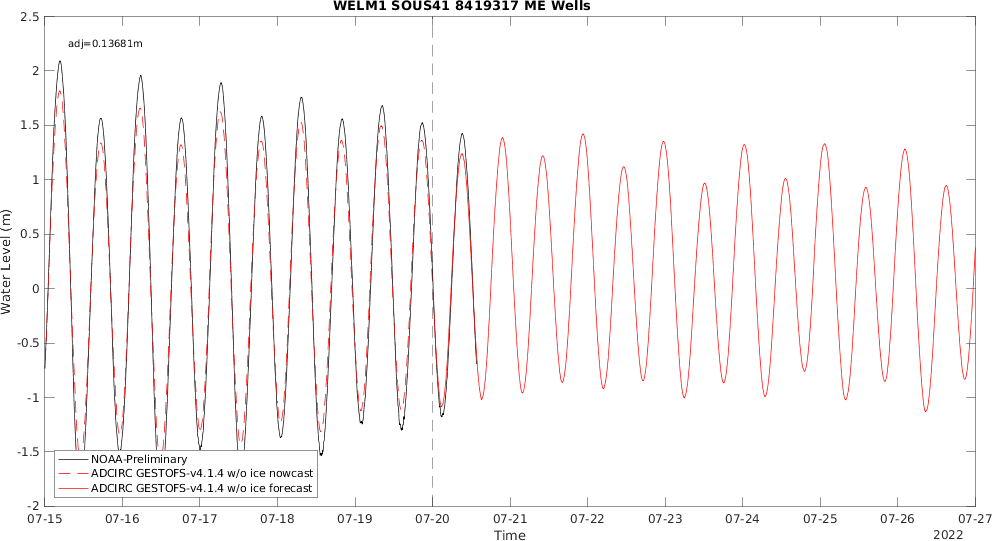 WELM1 SOUS41 8419317 ME Wells
adj=0.13681m
Water Level (m)
2.5
2
1.5
1
0.5
0
-0.5
-1
-1.5
-2
NOAA-Preliminary
ADCIRC GESTOFS-v4.1.4 w/o ice nowcast
ADCIRC GESTOFS-v4.1.4 w/o ice forecast
07-15 07-16 07-17 07-18 07-19 07-20 07-21 07-22 07-23 07-24 07-25 07-26 07-27
Time
2022